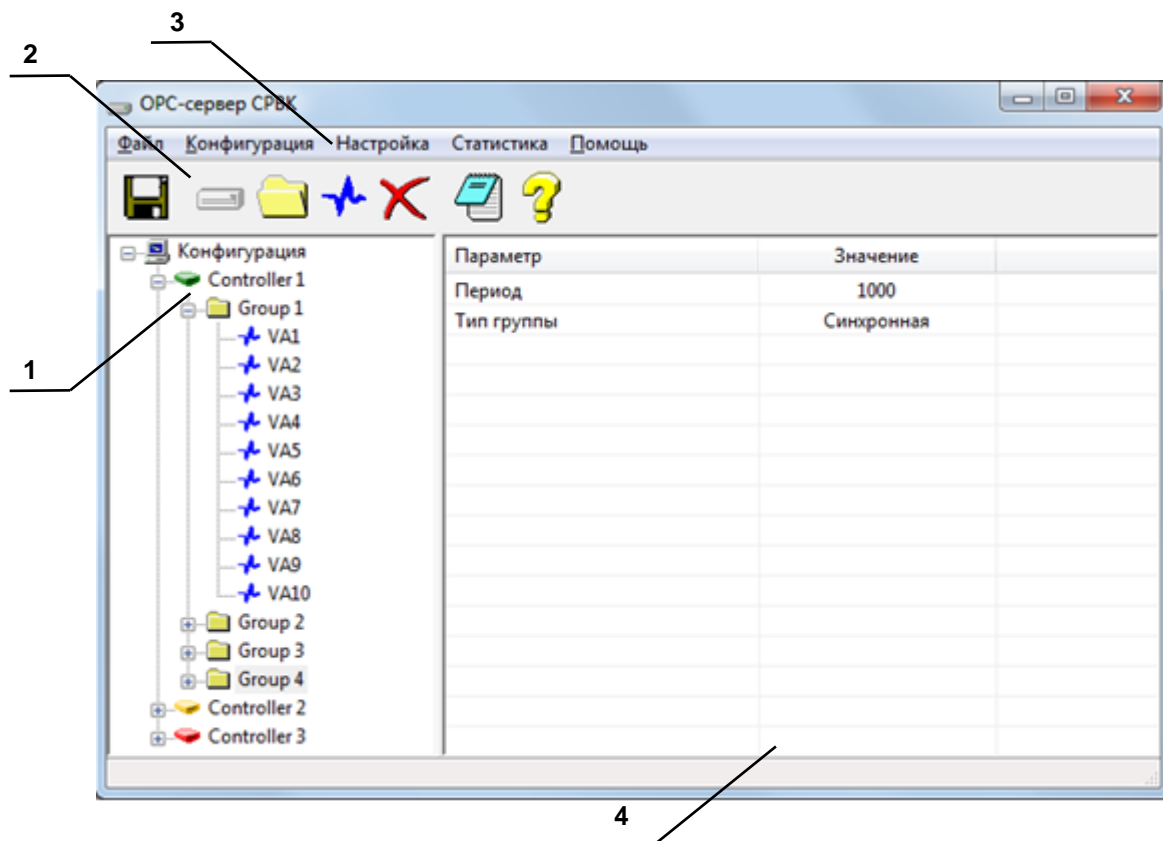 3
2
OPC-сервер СРВК
Файл Конфигурация Настройка Статистика Помощь
Конфигурация
Controller 1
Group 1
VA1
VA2
VA3
VA4
VA5
VA6
VA7
VA8
VA9
VA10
Group 2
Group 3
Group 4
Controller 2
Controller 3
Параметр Значение
Период 1000
Тип группы Синхронная
1
4